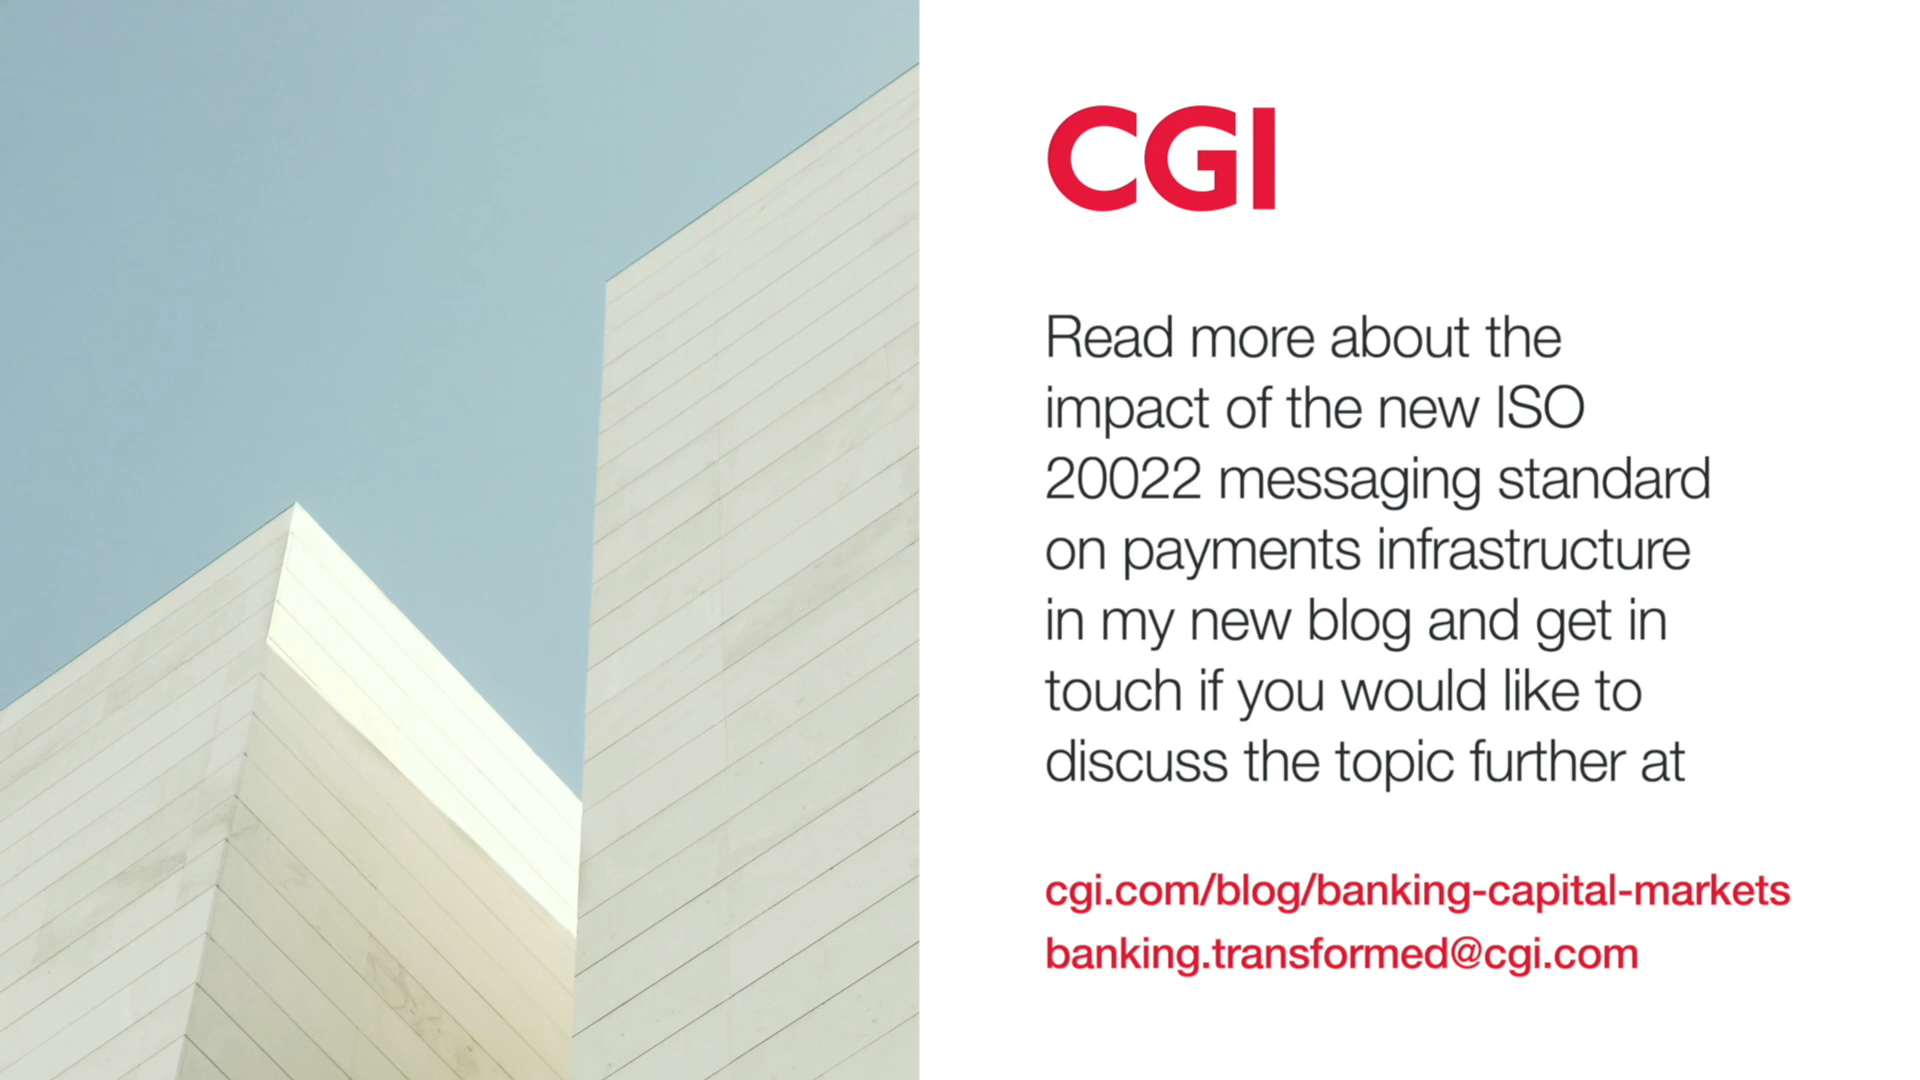 CGI
Read more about the
impact of the new ISO
20022 messaging standard
on payments infrastructure
in my new blog and get in
touch if you would like to
discuss the topic further at
cgi.com/blog/banking-capital-markets
banking.transformed@cgi.com